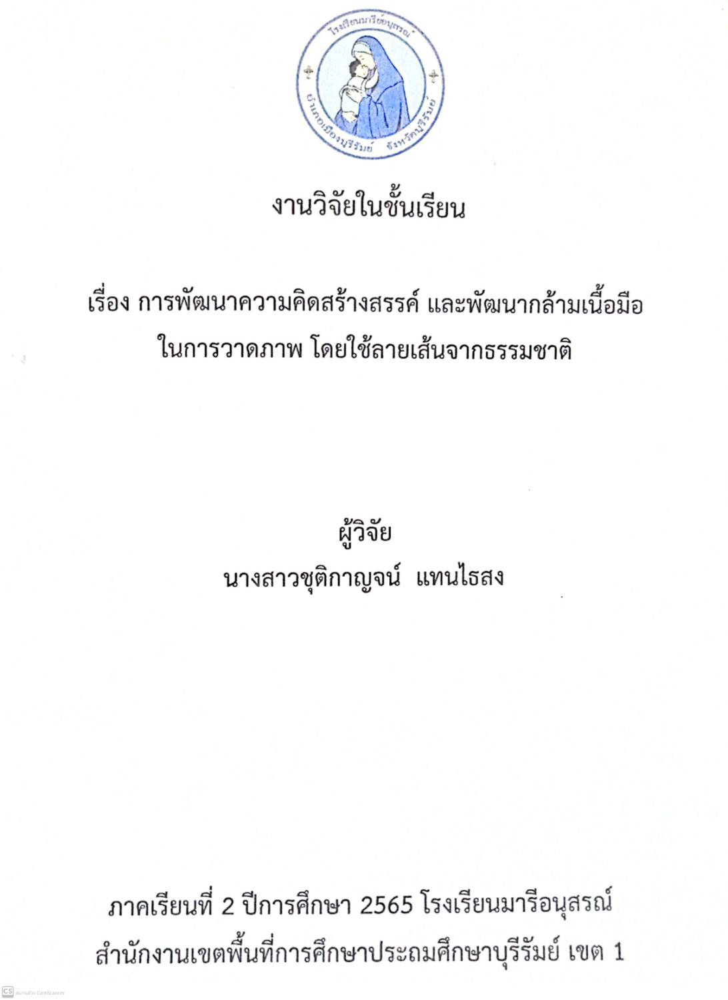 โรงเรียนมารีย์อนุสรณ์
อำเภอเมืองบุรีรัมย์ จังหวัดบุรีรัมย์
งานวิจัยในชั้นเรียน
เรื่อง การพัฒนาความคิดสร้างสรรค์ และพัฒนากล้ามเนื้อมือ
ในการวาดภาพ โดยใช้ลายเส้นจากธรรมชาติ
ผู้วิจัย
นางสาวชุติกาญจน์ แทนไธสง
ภาคเรียนที่ 2 ปีการศึกษา 2565 โรงเรียนมารีอนุสรณ์
สำนักงานเขตพื้นที่การศึกษาประถมศึกษาบุรีรัมย์ เขต 1
CS สแกนด้วย CamScanner